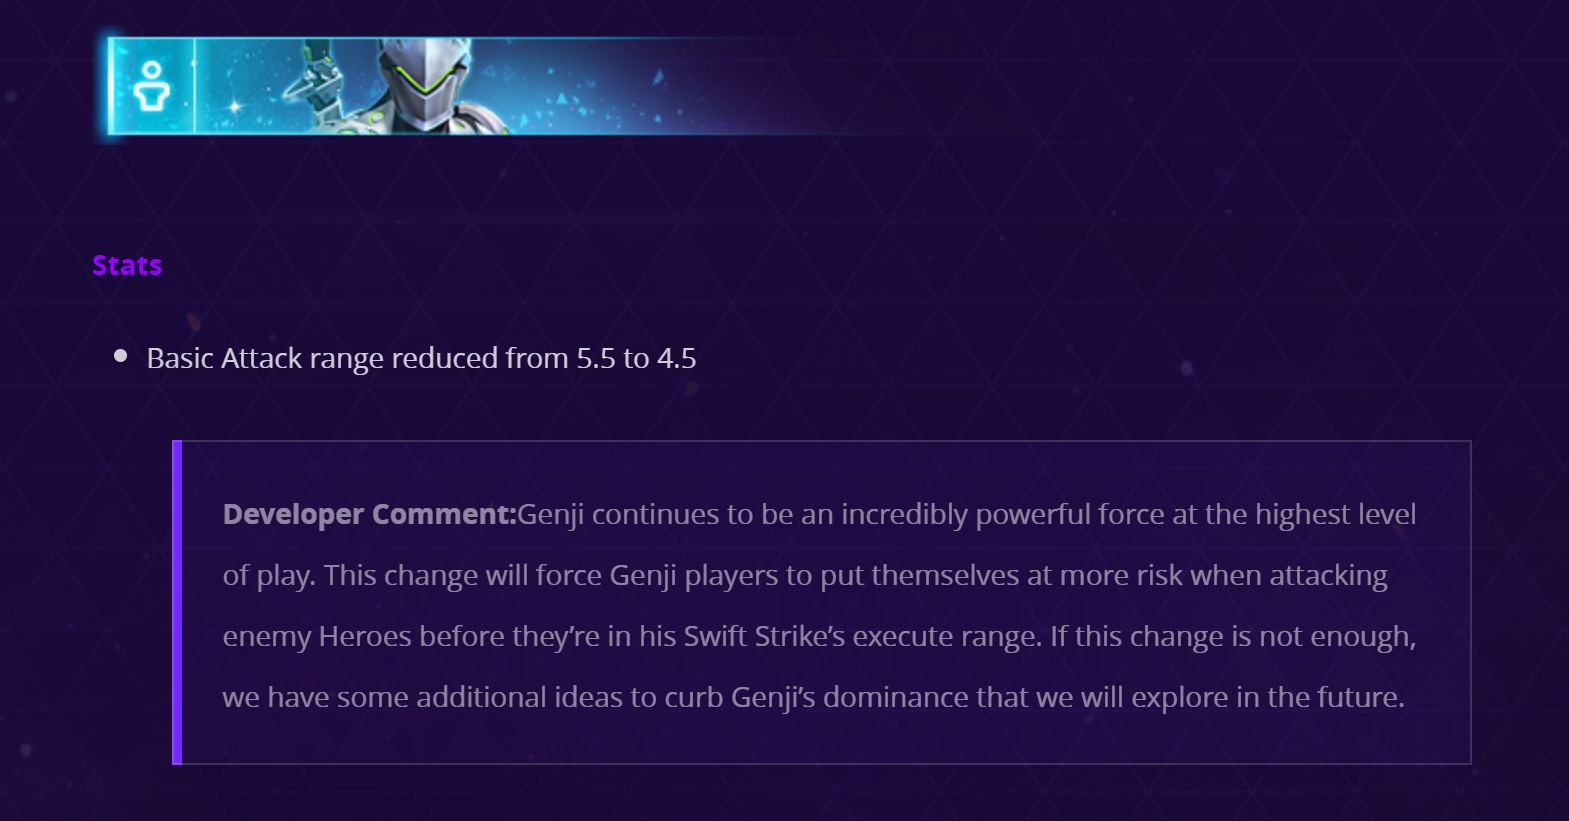 Stats
Basic Attack range reduced from 5.5 to 4.5
Developer Comment:Genji continues to be an incredibly powerful force at the highest level
of play. This change will force Genji players to put themselves at more risk when attacking
enemy Heroes before they’re in his Swift Strike’s execute range. If this change is not enough,
we have some additional ideas to curb Genji’s dominance that we will explore in the future.